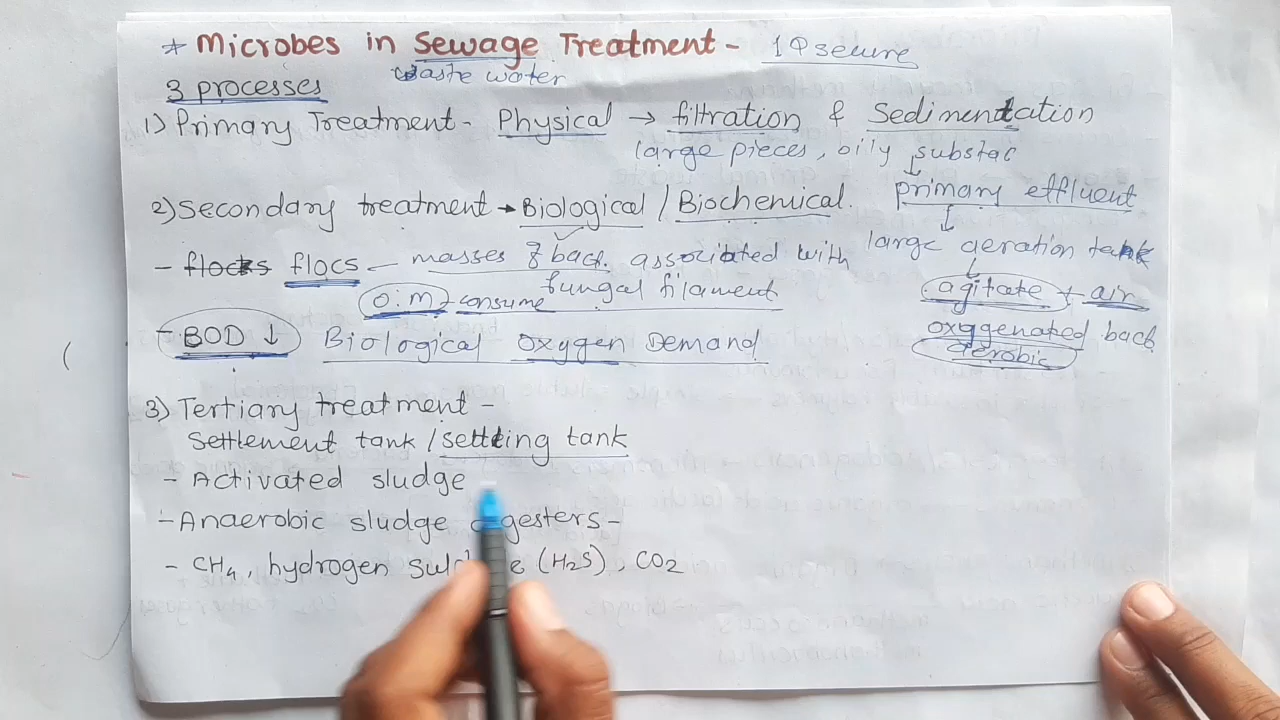 * Microbes in Sewage Treatment -
waste water
3 processes
1) Primary Treatment - Physical → filtration & Sedimentation
large pieces, oily substac
↓
primary effluent
↓
2) Secondary treatment → Biological / Biochemical.
large aeration tank
- flocks flocs - masses of bact. associated with
fungal filament
O.M - consume
agitate + air
oxygenated bact
aerobic
- BOD ↓ Biological Oxygen Demand
3) Tertiary treatment -
Settlement tank / settling tank
- Activated sludge
- Anaerobic sludge digesters -
- CH4, hydrogen (H2S), CO2